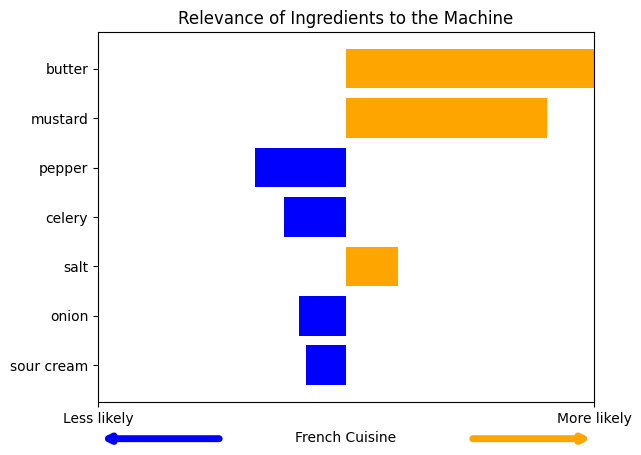 Relevance of Ingredients to the Machine
butter
mustard
pepper
celery
salt
onion
sour cream
Less likely
More likely
French Cuisine